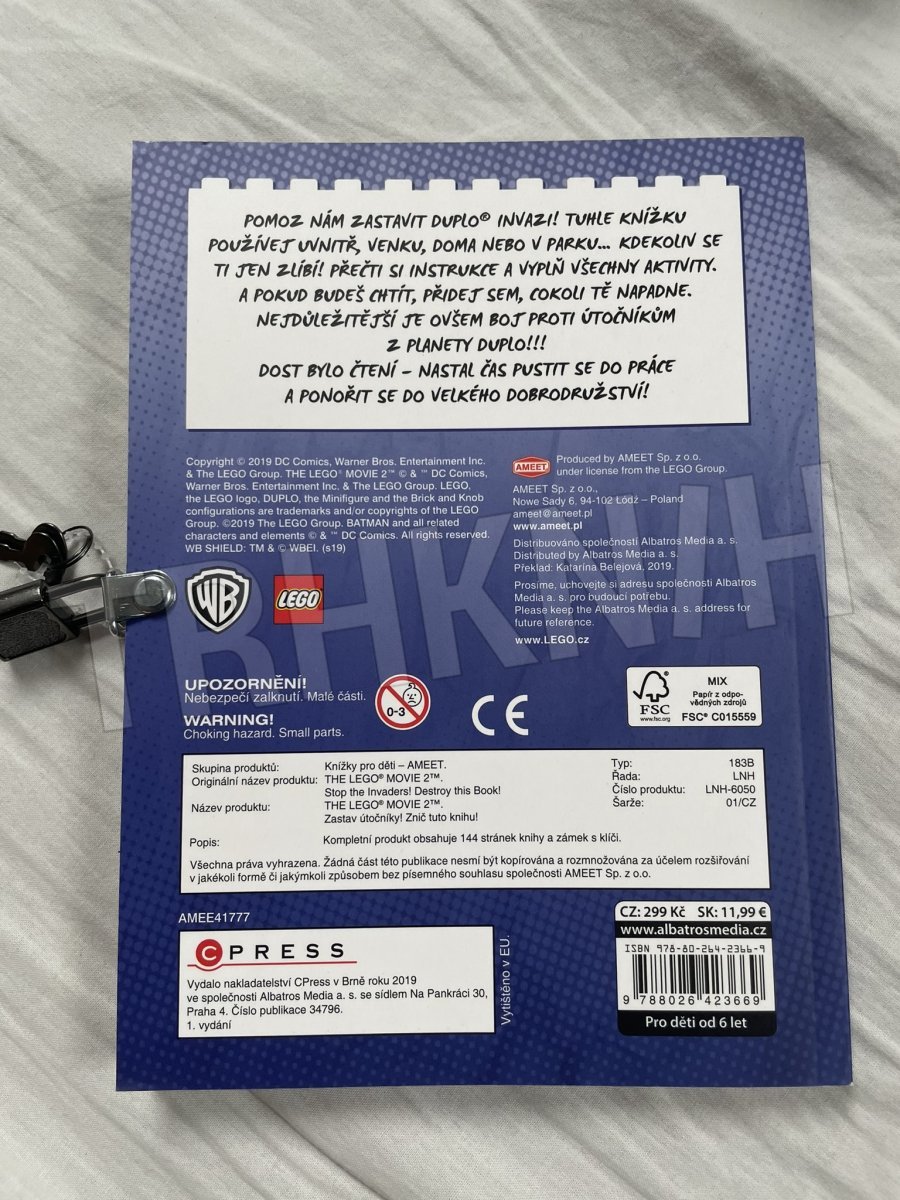 POMOZ NÁM ZASTAVIT DUPLO® INVAZI! TUHLE KNÍŽKU
POUŽÍVEJ UVNITŘ, VENKU, DOMA NEBO V PARKU... KDEKOLIV SE
TI JEN ZLÍBÍ! PŘEČTI SI INSTRUKCE A VYPLŇ VŠECHNY AKTIVITY.
A POKUD BUDEŠ CHTÍT, PŘIDEJ SEM, COKOLI TĚ NAPADNE.
NEJDŮLEŽITĚJŠÍ JE OVŠEM BOJ PROTI ÚTOČNÍKŮM
Z PLANETY DUPLO!!!
DOST BYLO ČTENÍ – NASTAL ČAS PUSTIT SE DO PRÁCE
A PONOŘIT SE DO VELKÉHO DOBRODRUŽSTVÍ!
Copyright © 2019 DC Comics, Warner Bros. Entertainment Inc.
& The LEGO Group. THE LEGO® MOVIE 2™ © & ™ DC Comics,
Warner Bros. Entertainment Inc. & The LEGO Group. LEGO,
the LEGO logo, DUPLO, the Minifigure and the Brick and Knob
configurations are trademarks and/or copyrights of the LEGO
Group. ©2019 The LEGO Group. BATMAN and all related
characters and elements © & ™ DC Comics. All rights reserved.
WB SHIELD: TM & © WBEI. (s19)
WB
LEGO
AMEET
Produced by AMEET Sp. z o.o.
under license from the LEGO Group.
AMEET Sp. z o.o.,
Nowe Sady 6, 94-102 Łódź – Poland
ameet@ameet.pl
www.ameet.pl
Distribuováno společností Albatros Media a. s.
Distributed by Albatros Media a. s.
Překlad: Katarína Belejová, 2019.
Prosíme, uchovejte si adresu společnosti Albatros
Media a. s. pro budoucí potřebu.
Please keep the Albatros Media a. s. address for
future reference.
www.LEGO.cz
TBHKNVH
UPOZORNĚNÍ!
Nebezpečí zalknutí. Malé části.
WARNING!
Choking hazard. Small parts.
0-3
CE
FSC
www.fsc.org
MIX
Papír z odpo-
vědných zdrojů
FSC® C015559
Skupina produktů: Knížky pro děti – AMEET.
Originální název produktu: THE LEGO® MOVIE 2™.
Stop the Invaders! Destroy this Book!
Název produktu: THE LEGO® MOVIE 2™.
Zastav útočníky! Znič tuto knihu!
Popis: Kompletní produkt obsahuje 144 stránek knihy a zámek s klíči.
Typ: 183B
Řada: LNH
Číslo produktu: LNH-6050
Šarže: 01/CZ
Všechna práva vyhrazena. Žádná část této publikace nesmí být kopírována a rozmnožována za účelem rozšiřování
v jakékoli formě či jakýmkoli způsobem bez písemného souhlasu společnosti AMEET Sp. z o.o.
AMEE41777
CPRESS
Vydalo nakladatelství CPress v Brně roku 2019
ve společnosti Albatros Media a. s. se sídlem Na Pankráci 30,
Praha 4. Číslo publikace 34796.
1. vydání
Vytištěno v EU.
CZ: 299 Kč SK: 11,99 €
www.albatrosmedia.cz
ISBN 978-80-264-2366-9
9 788026 423669
Pro děti od 6 let